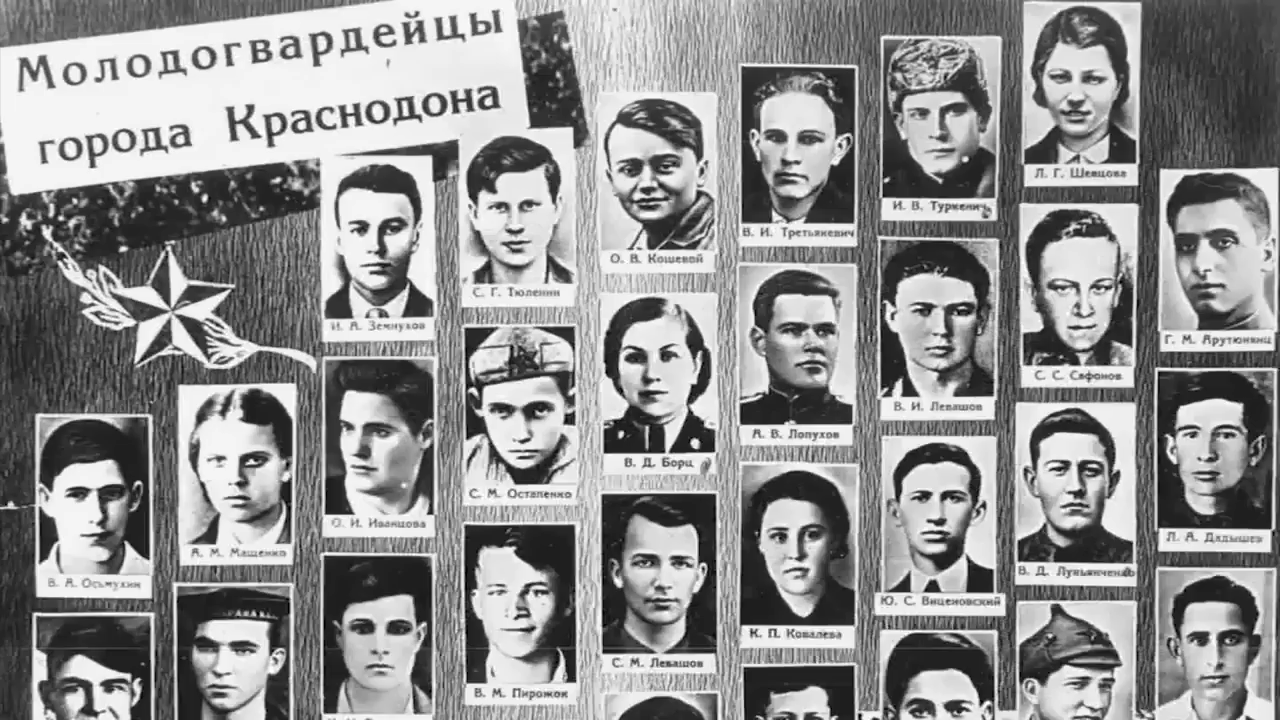 Молодогвардейцы
города Краснодона
Л. Г. Шевцова
И. В. Туркенич
В. И. Третьякевич
О. В. Кошевой
С. Г. Тюленин
И. А. Земнухов
Г. М. Арутюнянц
С. С. Сафонов
В. И. Левашов
А. В. Лопухов
В. Д. Борц
С. М. Остапенко
О. И. Иванцова
А. М. Мащенко
В. А. Осьмухин
Л. А. Дадышев
В. Д. Лукьянченко
Ю. С. Виценовский
К. П. Ковалева
С. М. Левашов
В. М. Пирожок